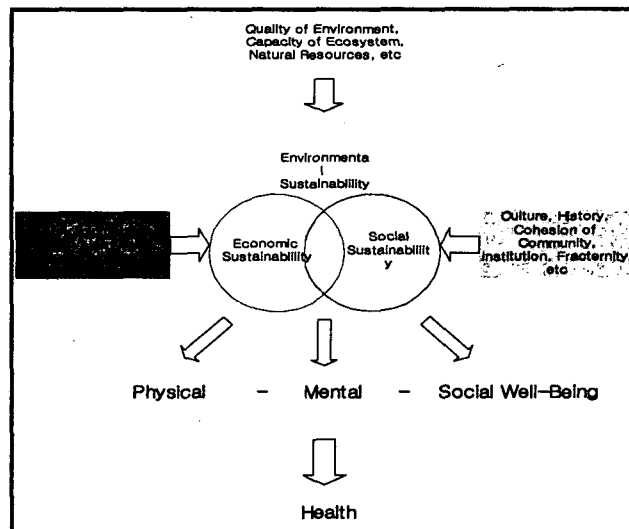 Quality of Environment,
Capacity of Ecosystem,
Natural Resources, etc
Environmenta
l
Sustainability
Economic
Sustainability
Social
Sustainabilit
y
Culture, History,
Cohesion of
Community,
Institution, Fracternity,
etc
Physical – Mental – Social Well-Being
Health